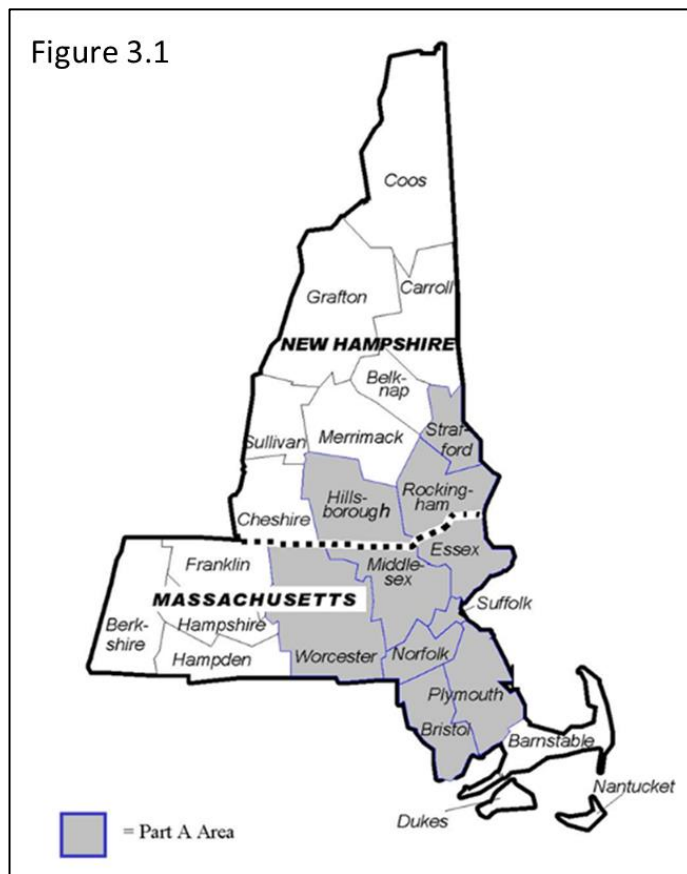 Figure 3.1
Coos
Grafton
Carroll
NEW HAMPSHIRE
Belk-
nap
Straf-
ford
Sullivan
Merrimack
Rocking-
ham
Hills-
borough
Cheshire
Essex
Franklin
Middle-
sex
MASSACHUSETTS
Suffolk
Berk-
shire
Hampshire
Worcester
Norfolk
Hampden
Plymouth
Bristol
Barnstable
Nantucket
Dukes
= Part A Area